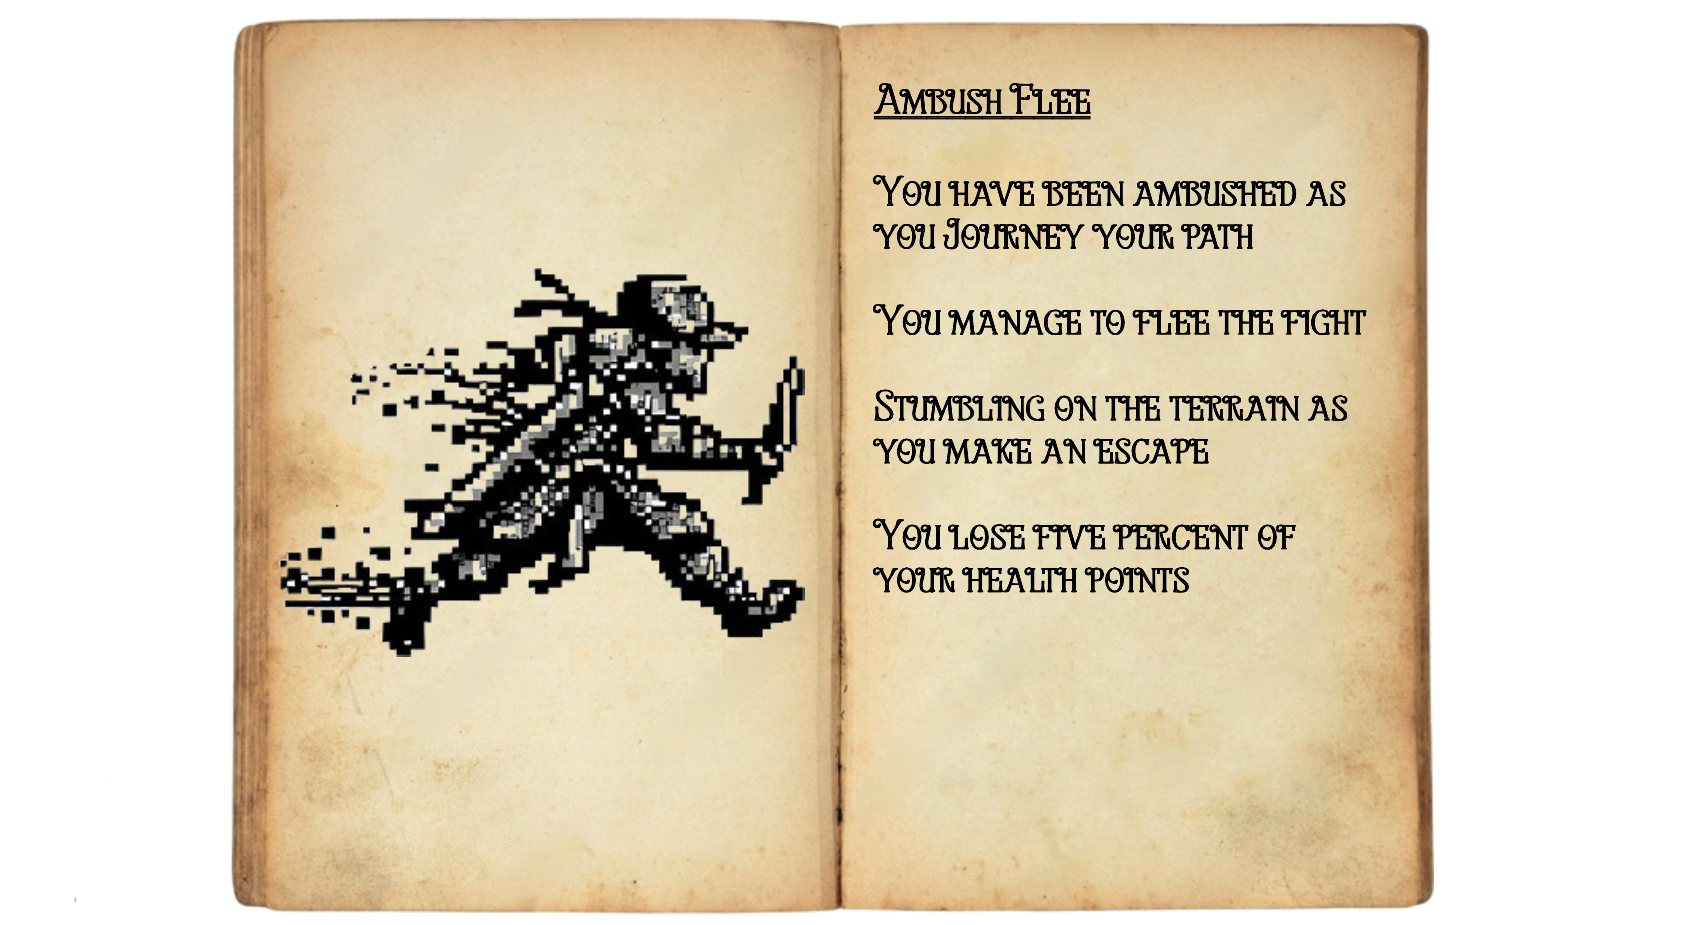 Ambush Flee
You have been ambushed as
you Journey your path
You manage to flee the fight
Stumbling on the terrain as
you make an escape
You lose five percent of
your health points